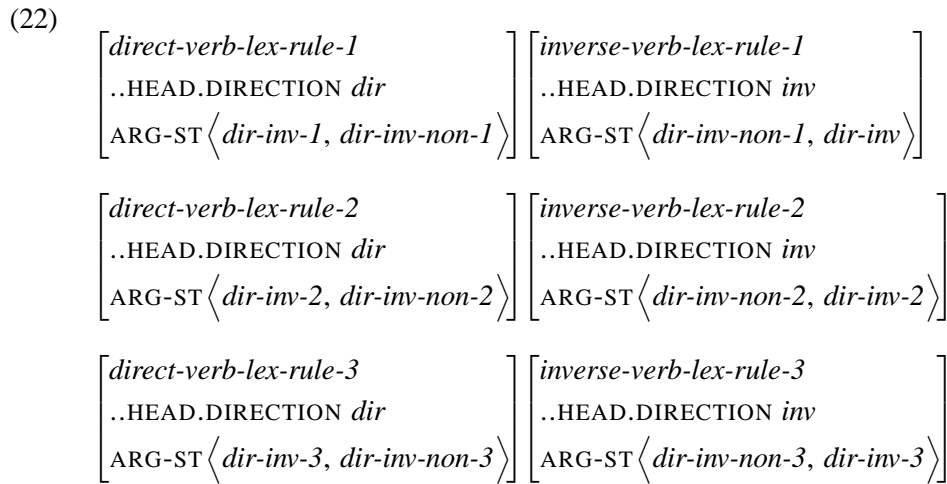 (22)
direct-verb-lex-rule-1 inverse-verb-lex-rule-1
..HEAD.DIRECTION dir ..HEAD.DIRECTION inv
ARG-ST⟨dir-inv-1, dir-inv-non-1⟩ ARG-ST⟨dir-inv-non-1, dir-inv⟩
direct-verb-lex-rule-2 inverse-verb-lex-rule-2
..HEAD.DIRECTION dir ..HEAD.DIRECTION inv
ARG-ST⟨dir-inv-2, dir-inv-non-2⟩ ARG-ST⟨dir-inv-non-2, dir-inv-2⟩
direct-verb-lex-rule-3 inverse-verb-lex-rule-3
..HEAD.DIRECTION dir ..HEAD.DIRECTION inv
ARG-ST⟨dir-inv-3, dir-inv-non-3⟩ ARG-ST⟨dir-inv-non-3, dir-inv-3⟩